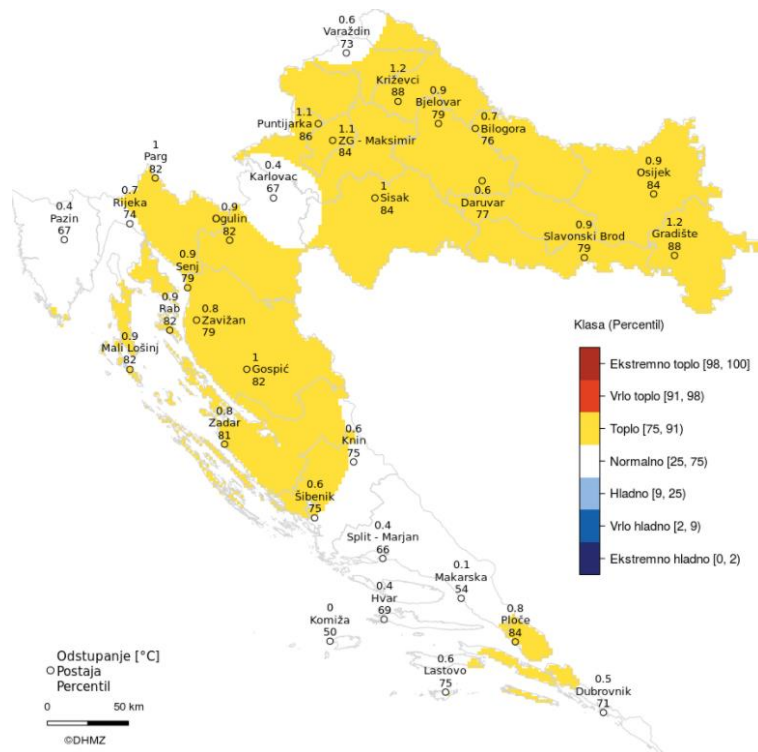 0.6
Varaždin
73
1.2
Križevci
88
0.9
Bjelovar
79
0.7
Bilogora
76
1.1
Puntijarka
86
1.1
ZG - Maksimir
84
1
Parg
82
0.4
Karlovac
67
1
Sisak
84
0.6
Daruvar
77
0.9
Osijek
84
0.4
Pazin
67
0.7
Rijeka
74
0.9
Ogulin
82
0.9
Slavonski Brod
79
1.2
Gradište
88
0.9
Senj
79
0.9
Rab
82
0.8
Zavižan
79
0.9
Mali Lošinj
82
1
Gospić
82
0.8
Zadar
81
0.6
Knin
75
0.6
Šibenik
75
0.4
Split - Marjan
66
0.1
Makarska
54
0.4
Hvar
69
0
Komiža
50
0.8
Ploče
84
0.6
Lastovo
75
0.5
Dubrovnik
71
Klasa (Percentil)
Ekstremno toplo [98, 100]
Vrlo toplo [91, 98)
Toplo [75, 91)
Normalno [25, 75)
Hladno [9, 25)
Vrlo hladno [2, 9)
Ekstremno hladno [0, 2)
Odstupanje [°C]
Postaja
Percentil
0 50 km
©DHMZ